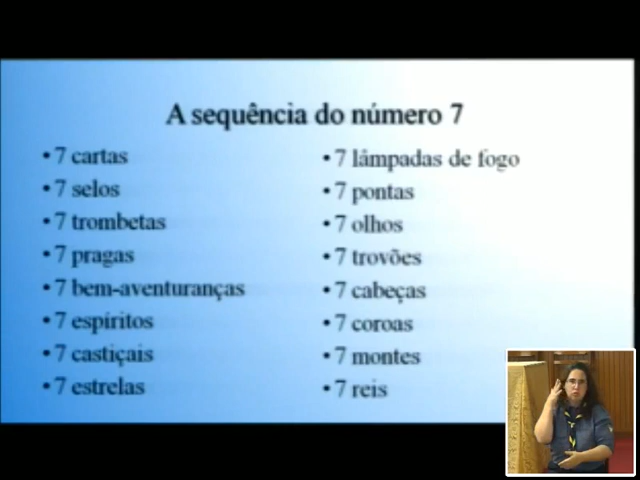 A sequência do número 7
• 7 cartas
• 7 selos
• 7 trombetas
• 7 pragas
• 7 bem-aventuranças
• 7 espíritos
• 7 castiçais
• 7 estrelas
• 7 lâmpadas de fogo
• 7 pontas
• 7 olhos
• 7 trovões
• 7 cabeças
• 7 coroas
• 7 montes
• 7 reis